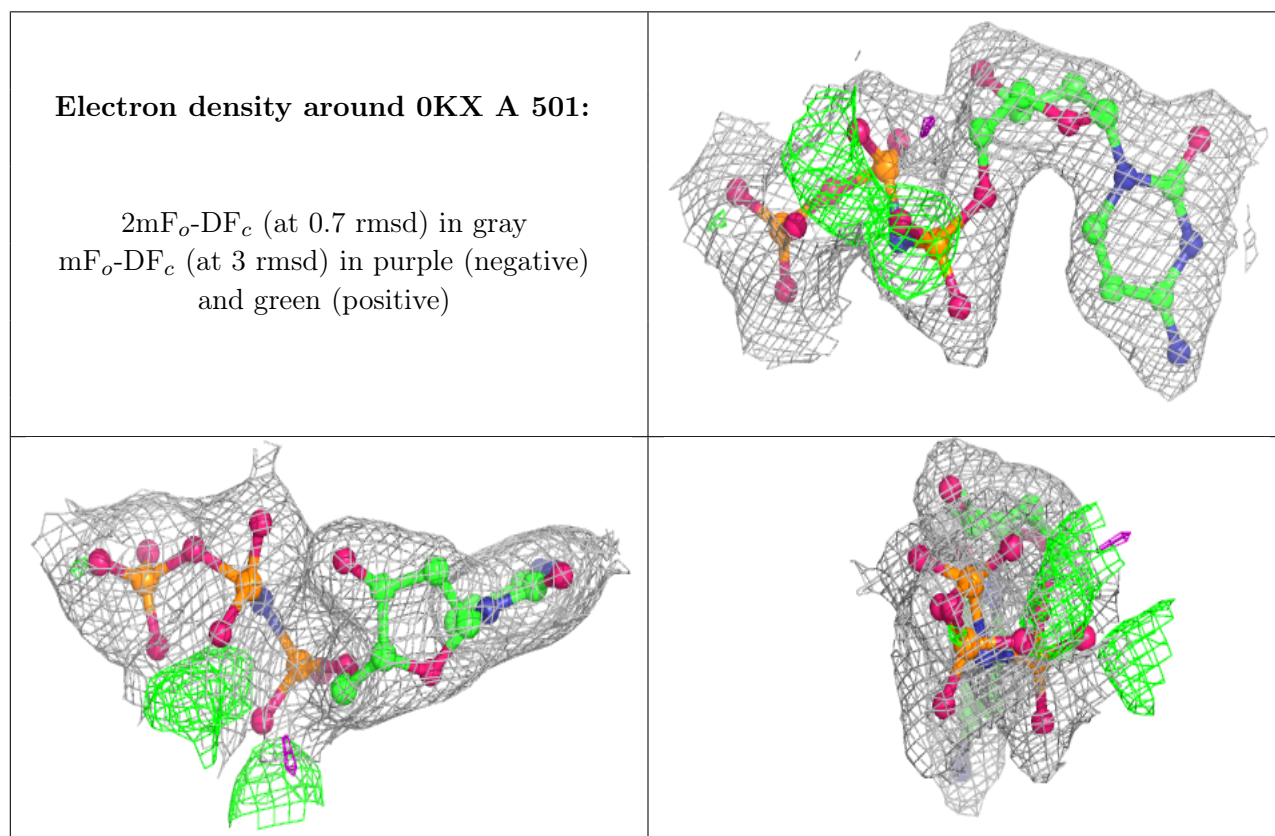 Electron density around 0KX A 501:
2mFo-DFc (at 0.7 rmsd) in gray
mFo-DFc (at 3 rmsd) in purple (negative)
and green (positive)